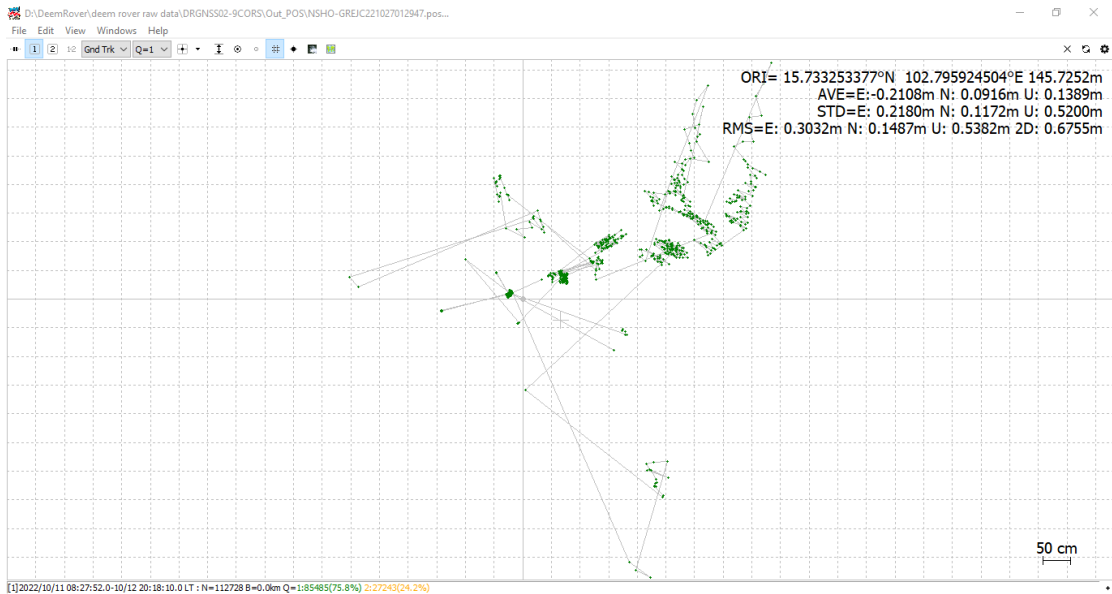 D:\DeemRover\deem rover raw data\DRGNSS02-9CORS\Out_POS\NSHO-GREJC221027012947.pos...
File Edit View Windows Help
1 2 1-2 Gnd Trk Q=1
ORI= 15.733253377°N 102.795924504°E 145.7252m
AVE=E:-0.2108m N: 0.0916m U: 0.1389m
STD=E: 0.2180m N: 0.1172m U: 0.5200m
RMS=E: 0.3032m N: 0.1487m U: 0.5382m 2D: 0.6755m
50 cm
[1]2022/10/11 08:27:52.0-10/12 20:18:10.0 LT : N=112728 B=0.0km Q=1:85485(75.8%) 2:27243(24.2%)